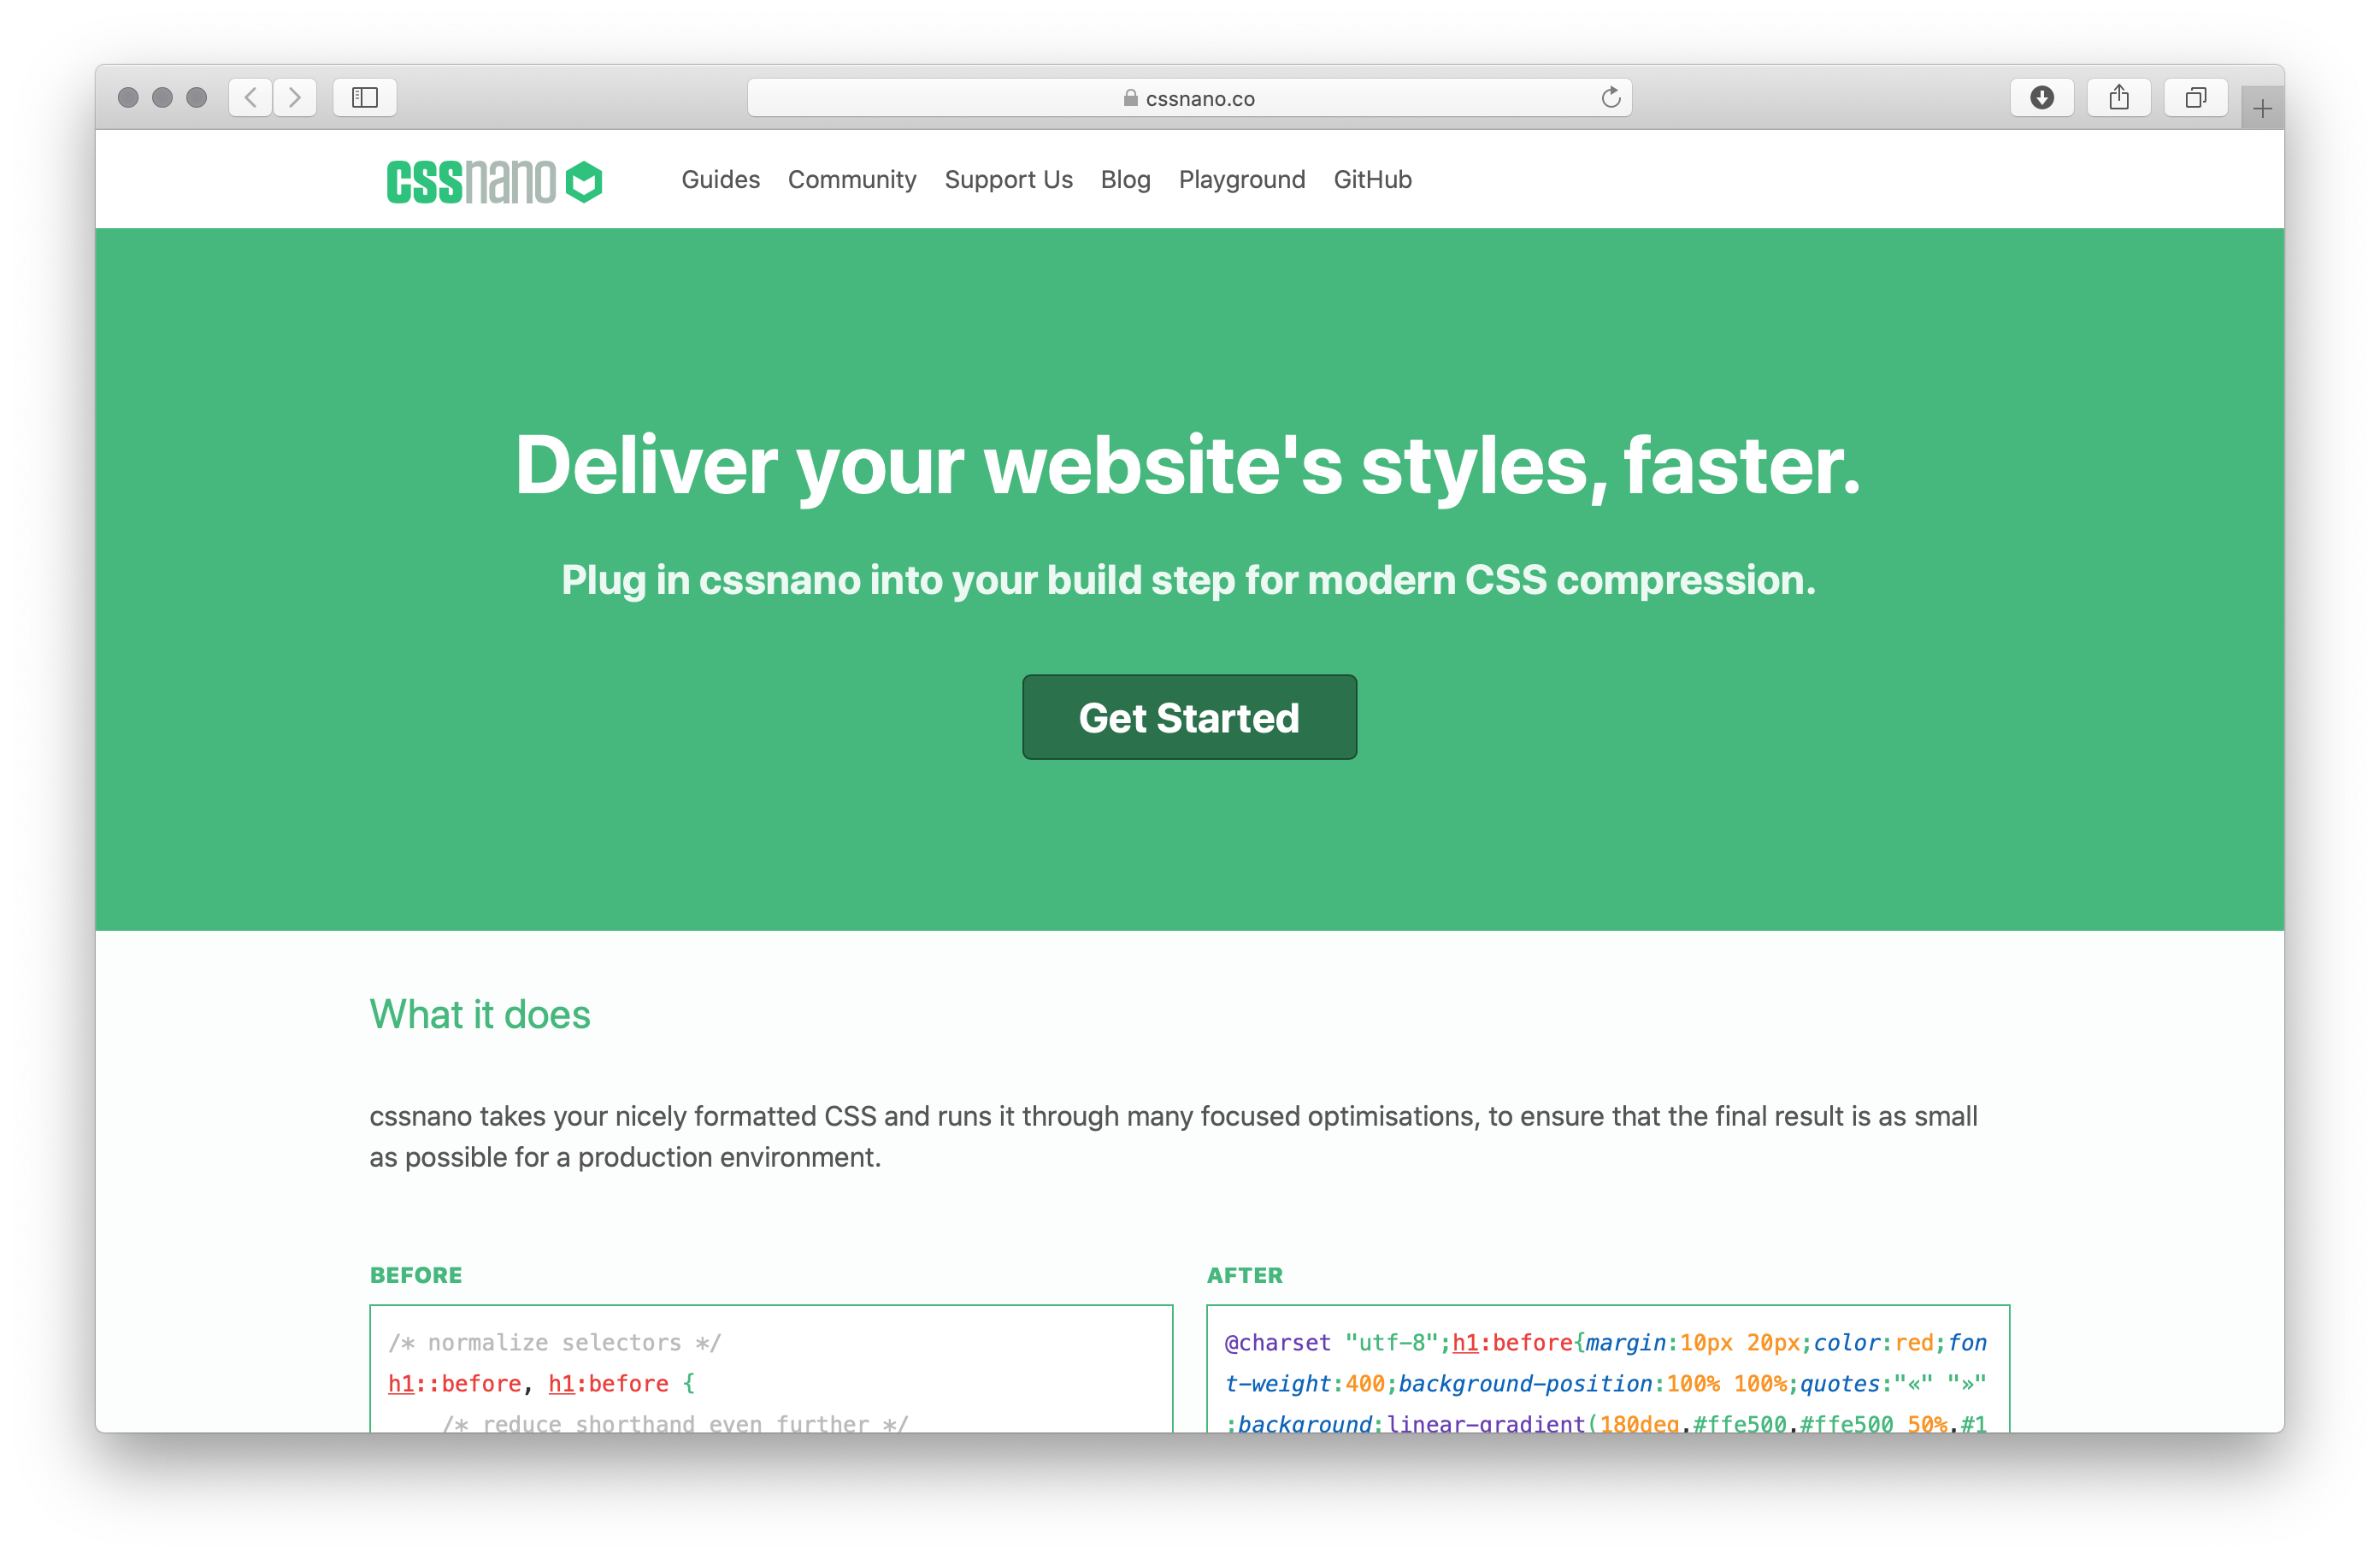 cssnano.co
cssnano
Guides Community Support Us Blog Playground GitHub
Deliver your website's styles, faster.
Plug in cssnano into your build step for modern CSS compression.
Get Started
What it does
cssnano takes your nicely formatted CSS and runs it through many focused optimisations, to ensure that the final result is as small
as possible for a production environment.
BEFORE
/* normalize selectors */
h1::before, h1:before {
/* reduce shorthand even further */
AFTER
@charset "utf-8";h1:before{margin:10px 20px;color:red;fon
t-weight:400;background-position:100% 100%;quotes:"«" "»"
;background:linear-gradient(180deg,#ffe500,#ffe500 50%,#1